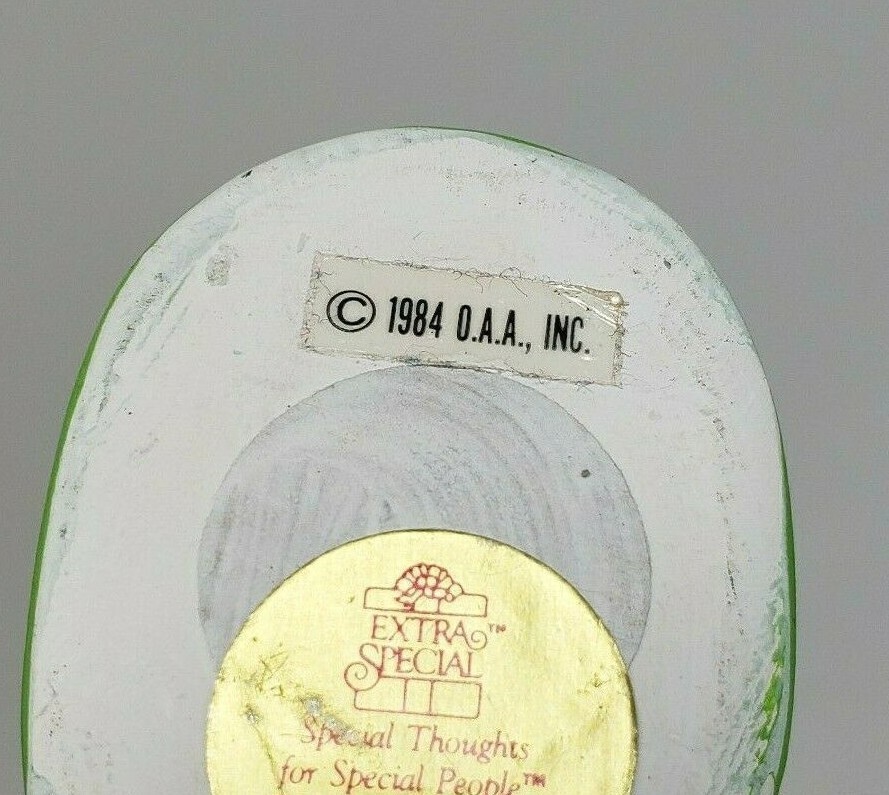 © 1984 O.A.A., INC.
EXTRA™
SPECIAL
Special Thoughts
for Special People™